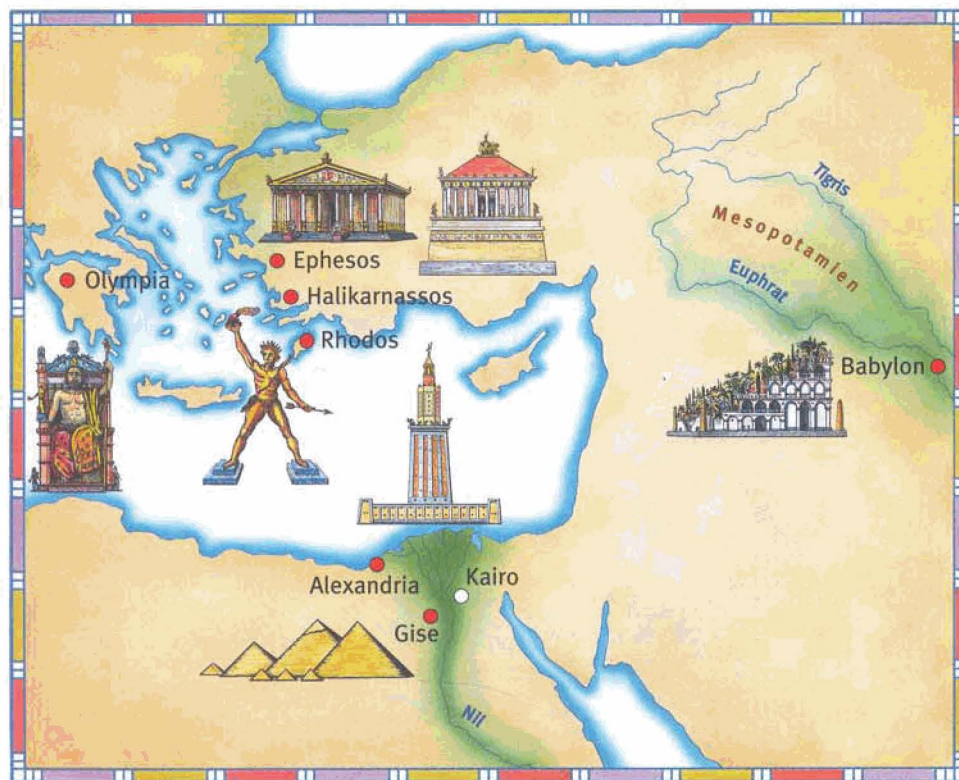 Tigris
Mesopotamien
Euphrat
Ephesos
Olympia
Halikarnassos
Rhodos
Babylon
Alexandria
Kairo
Gise
Nil